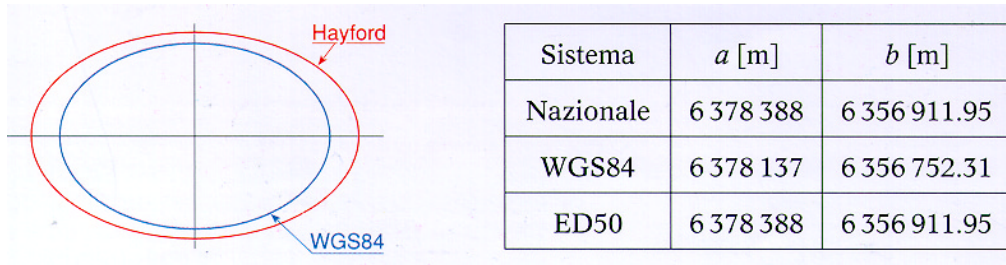 Hayford
WGS84
Sistema a [m] b [m]
Nazionale 6 378 388 6 356 911.95
WGS84 6 378 137 6 356 752.31
ED50 6 378 388 6 356 911.95